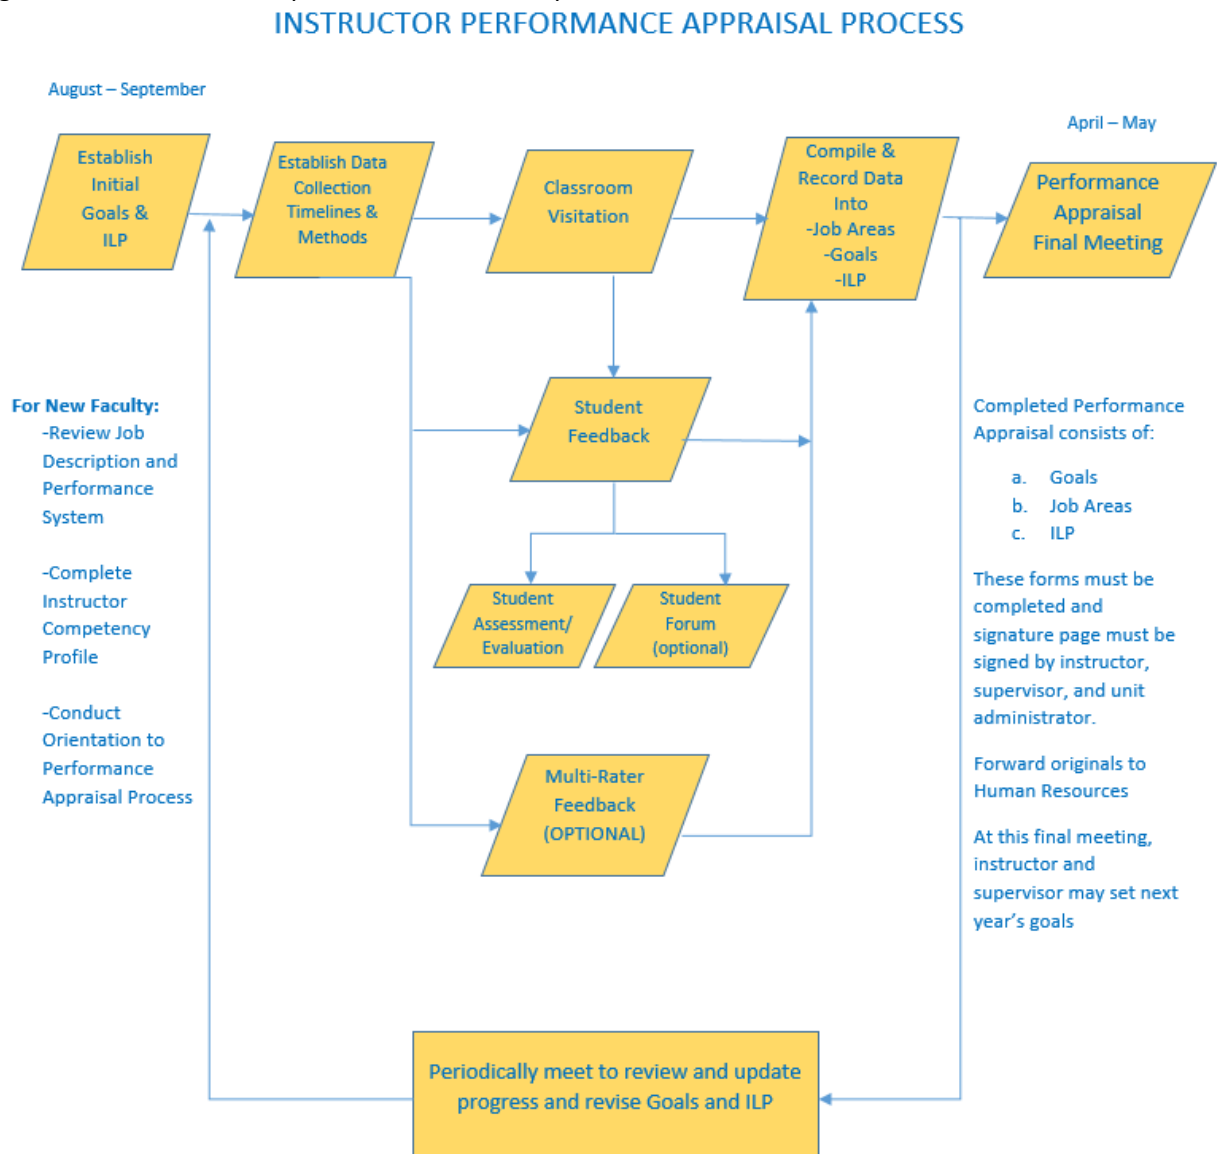 INSTRUCTOR PERFORMANCE APPRAISAL PROCESS
August – September
April – May
Establish
Initial
Goals &
ILP
Establish Data
Collection
Timelines &
Methods
Classroom
Visitation
Compile &
Record Data
Into
-Job Areas
-Goals
-ILP
Performance
Appraisal
Final Meeting
Student
Feedback
Student
Assessment/
Evaluation
Student
Forum
(optional)
Multi-Rater
Feedback
(OPTIONAL)
For New Faculty:
-Review Job
Description and
Performance
System
-Complete
Instructor
Competency
Profile
-Conduct
Orientation to
Performance
Appraisal Process
Completed Performance
Appraisal consists of:
a. Goals
b. Job Areas
c. ILP
These forms must be
completed and
signature page must be
signed by instructor,
supervisor, and unit
administrator.
Forward originals to
Human Resources
At this final meeting,
instructor and
supervisor may set next
year's goals
Periodically meet to review and update
progress and revise Goals and ILP